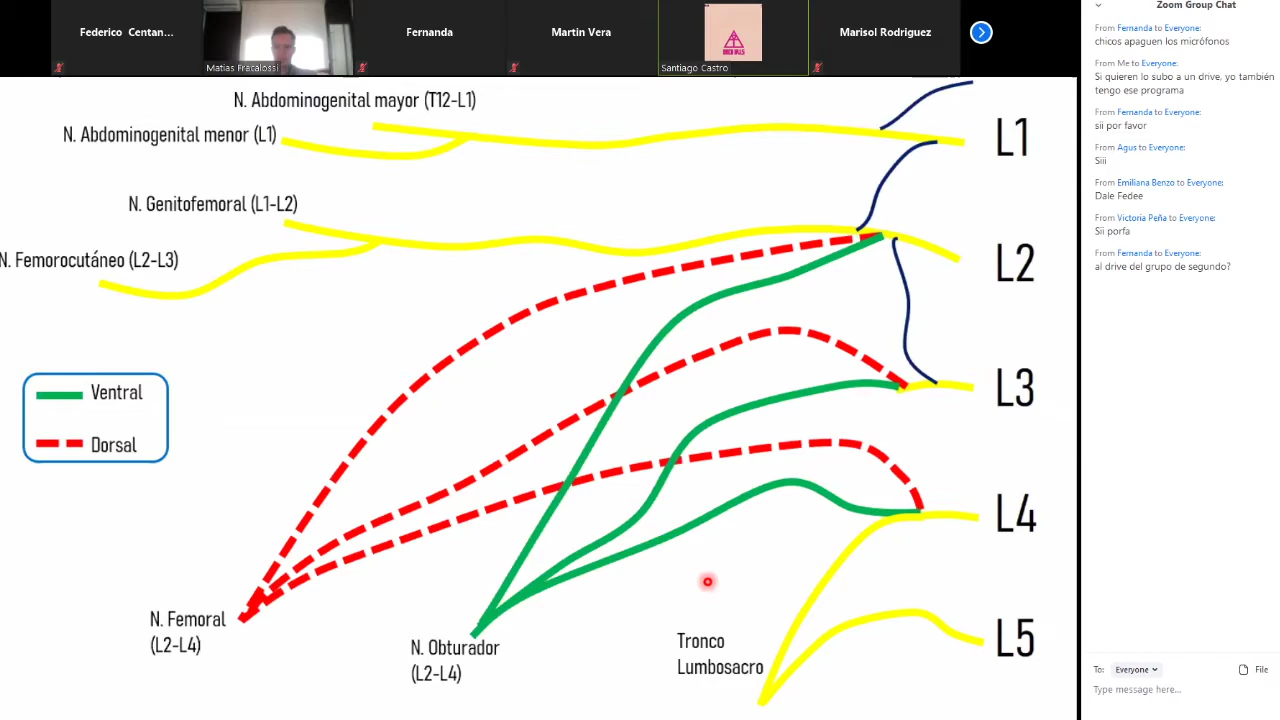 Zoom Group Chat
Federico Centan...
Fernanda
Martin Vera
Marisol Rodriguez
Matías Fracalossi
Santiago Castro
N. Abdominogenital mayor (T12-L1)
N. Abdominogenital menor (L1)
L1
N. Genitofemoral (L1-L2)
N. Femorocutáneo (L2-L3)
L2
Ventral
Dorsal
L3
L4
N. Femoral
(L2-L4)
N. Obturador
(L2-L4)
Tronco
Lumbosacro
L5
From Fernanda to Everyone:
chicos apaguen los micrófonos
From Me to Everyone:
Si quieren lo subo a un drive, yo también
tengo ese programa
From Fernanda to Everyone:
sii por favor
From Agus to Everyone:
Siii
From Emiliana Benzo to Everyone:
Dale Fedee
From Victoria Peña to Everyone:
Sii porfa
From Fernanda to Everyone:
al drive del grupo de segundo?
To: Everyone
File
Type message here...